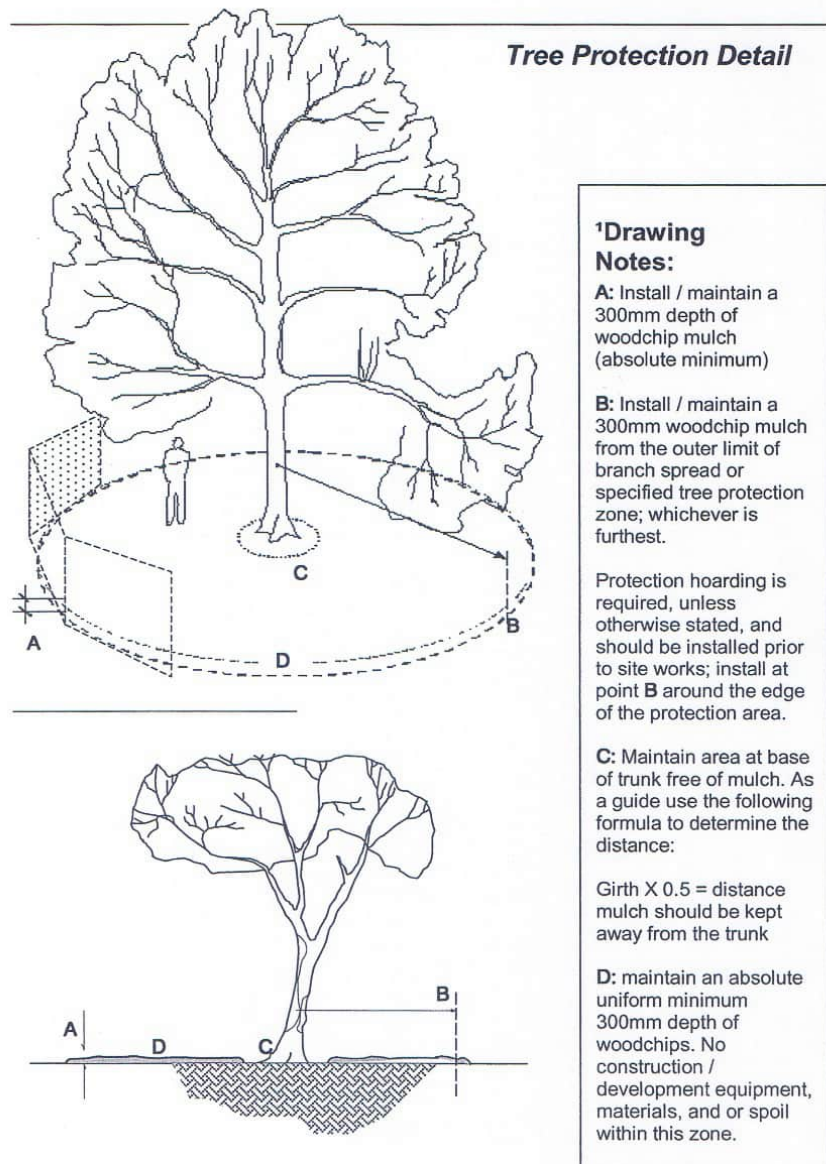 Tree Protection Detail
¹Drawing
Notes:
A: Install / maintain a
300mm depth of
woodchip mulch
(absolute minimum)
B: Install / maintain a
300mm woodchip mulch
from the outer limit of
branch spread or
specified tree protection
zone; whichever is
furthest.
Protection hoarding is
required, unless
otherwise stated, and
should be installed prior
to site works; install at
point B around the edge
of the protection area.
C: Maintain area at base
of trunk free of mulch. As
a guide use the following
formula to determine the
distance:
Girth X 0.5 = distance
mulch should be kept
away from the trunk
D: maintain an absolute
uniform minimum
300mm depth of
woodchips. No
construction /
development equipment,
materials, and or spoil
within this zone.
C
B
A
D
B
A
D
C